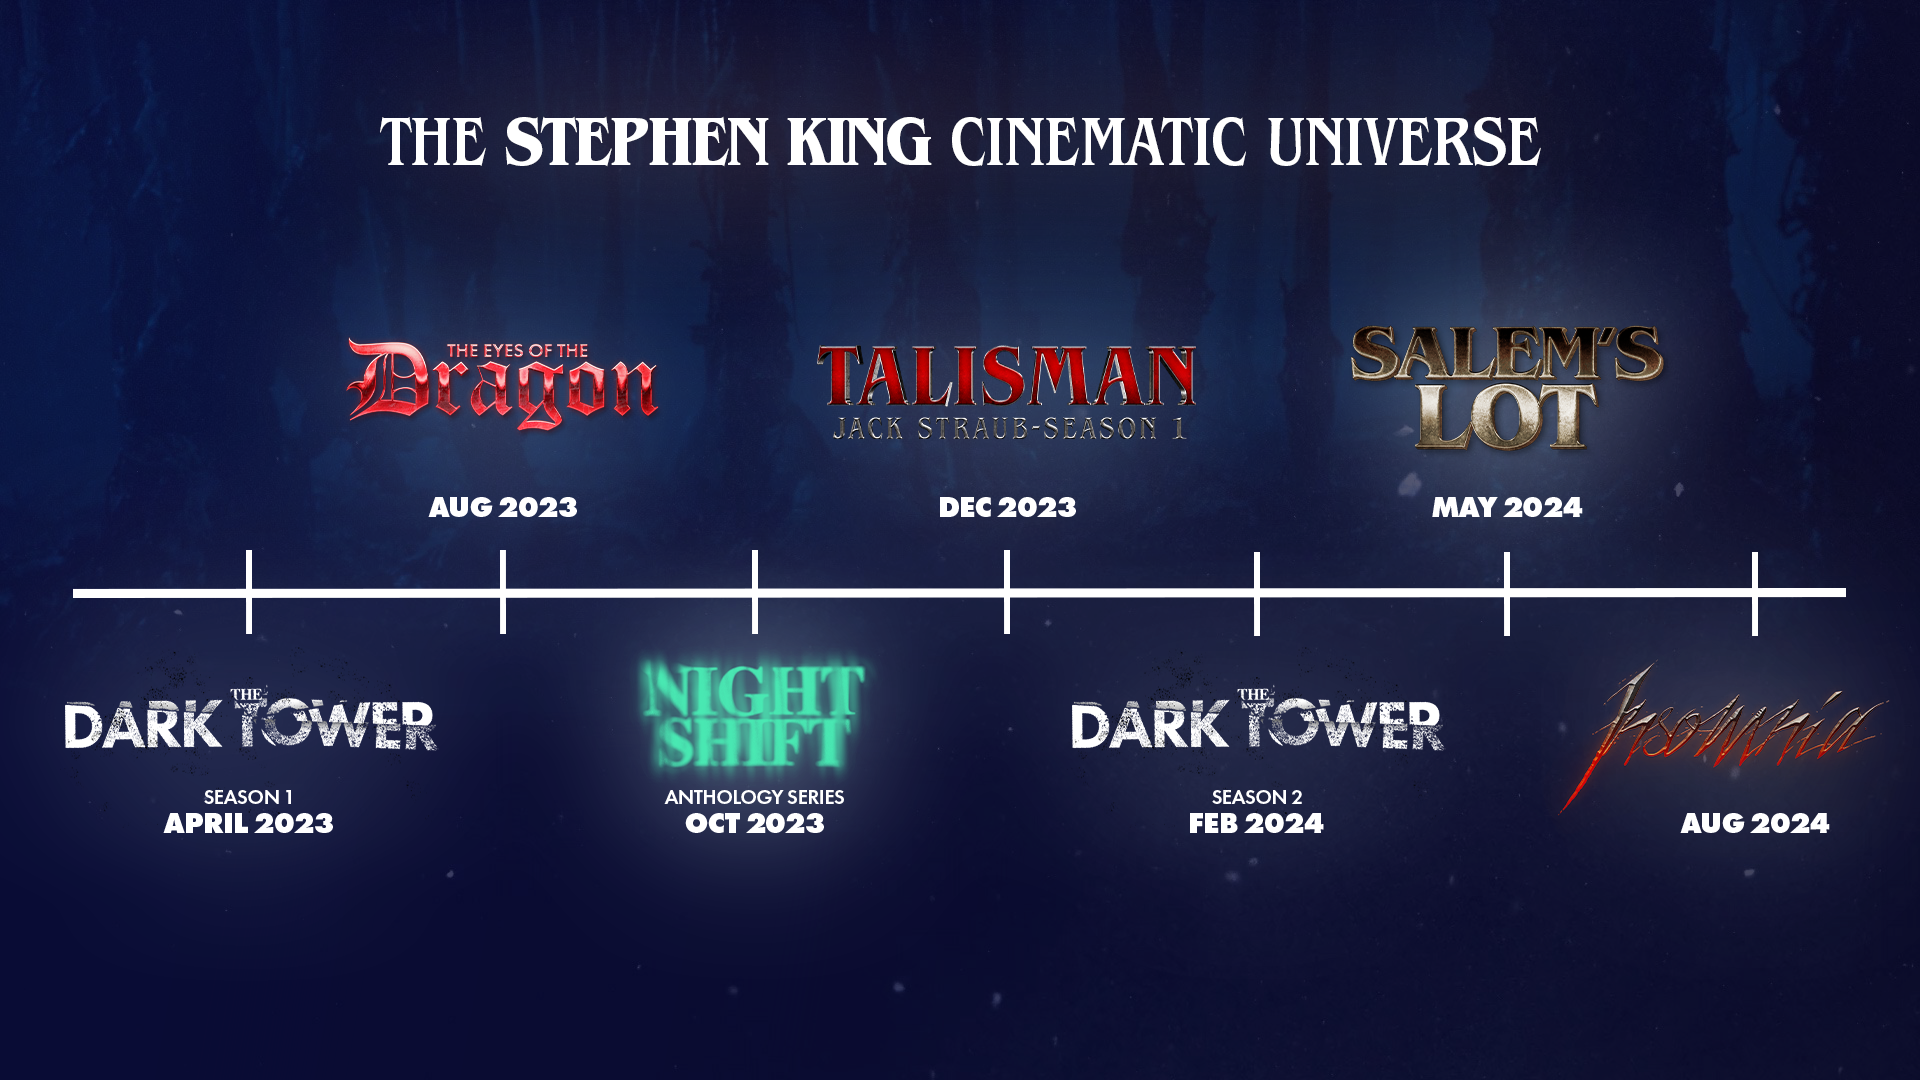 THE STEPHEN KING CINEMATIC UNIVERSE
THE EYES OF THE
Dragon
AUG 2023
TALISMAN
JACK STRAUB-SEASON 1
DEC 2023
SALEM'S
LOT
MAY 2024
DARK THE TOWER
SEASON 1
APRIL 2023
NIGHT
SHIFT
ANTHOLOGY SERIES
OCT 2023
DARK THE TOWER
SEASON 2
FEB 2024
Insomnia
AUG 2024